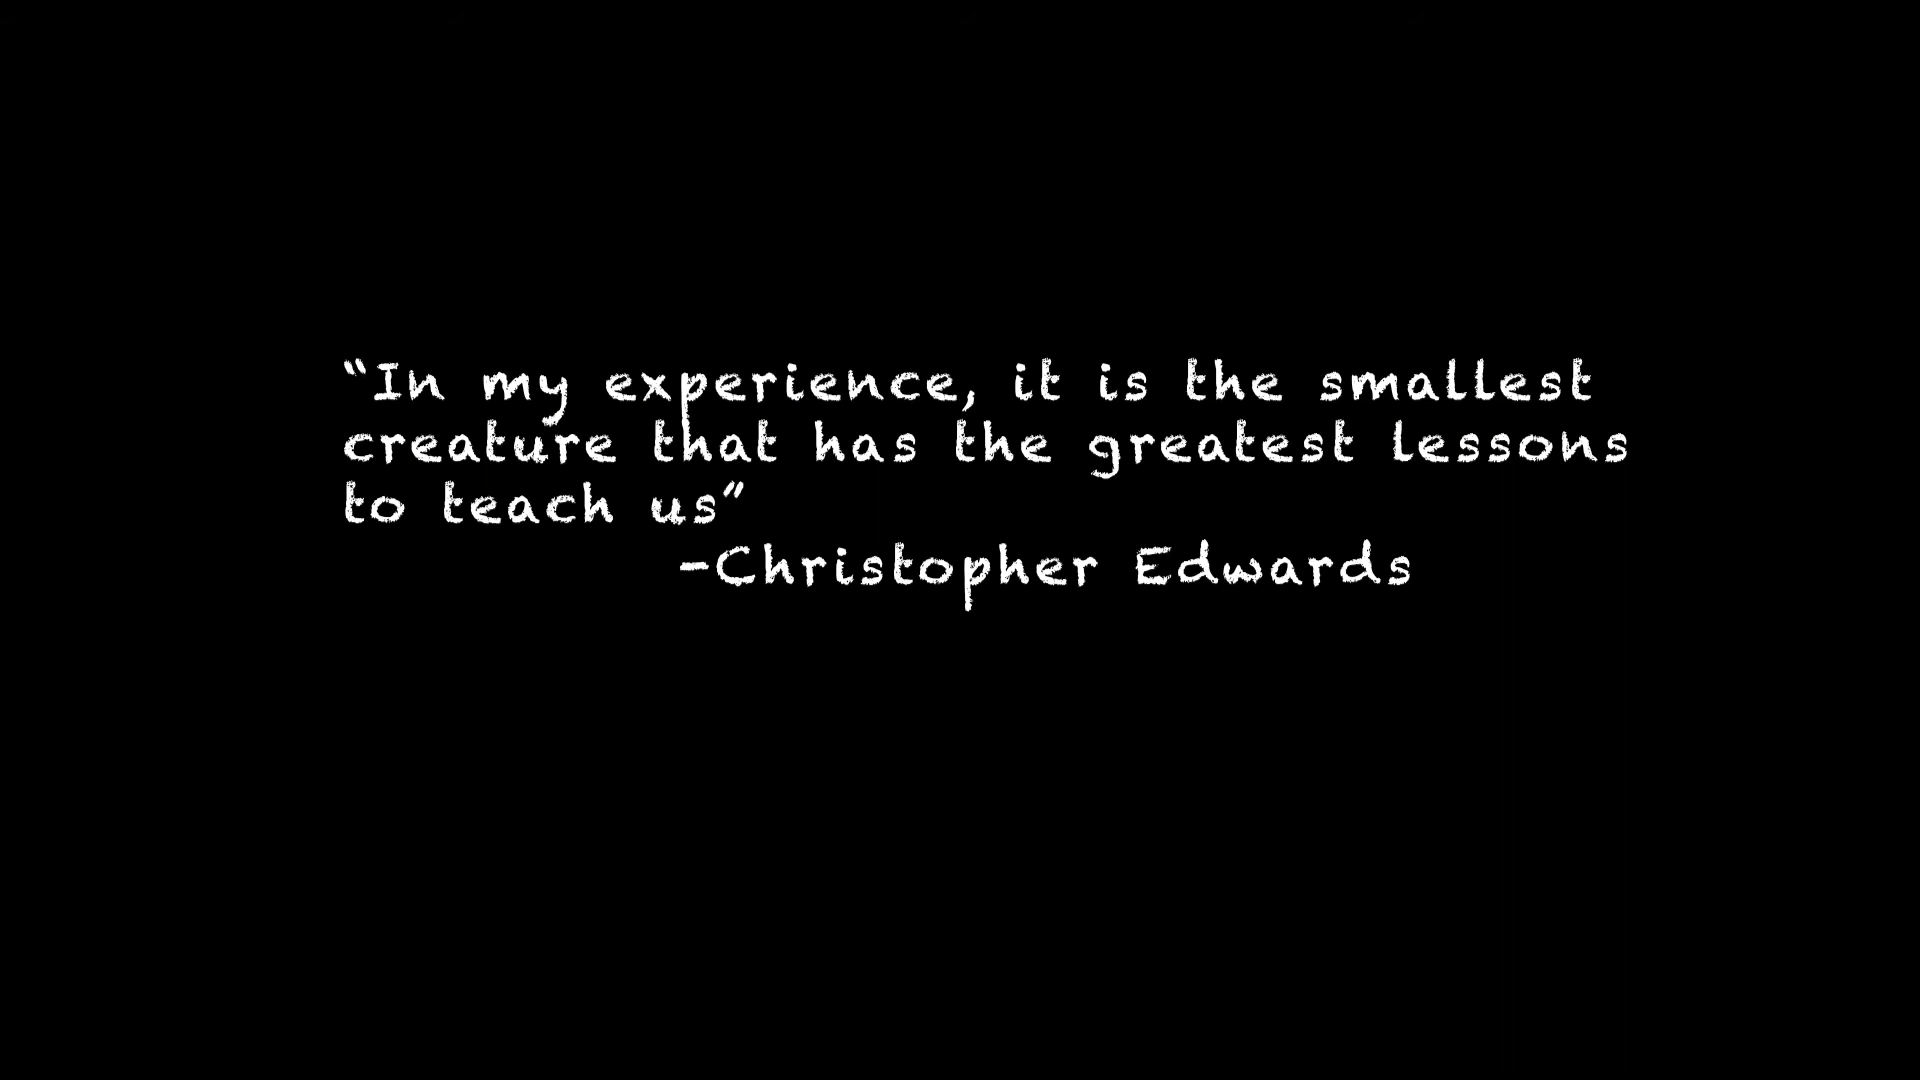 “In my experience, it is the smallest
creature that has the greatest lessons
to teach us”
-Christopher Edwards